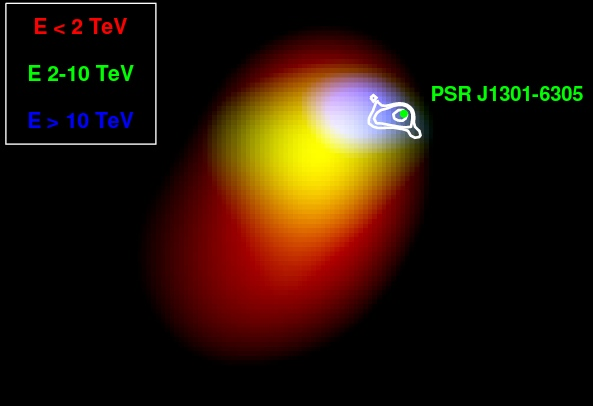 E < 2 TeV
E 2-10 TeV
E > 10 TeV
PSR J1301-6305